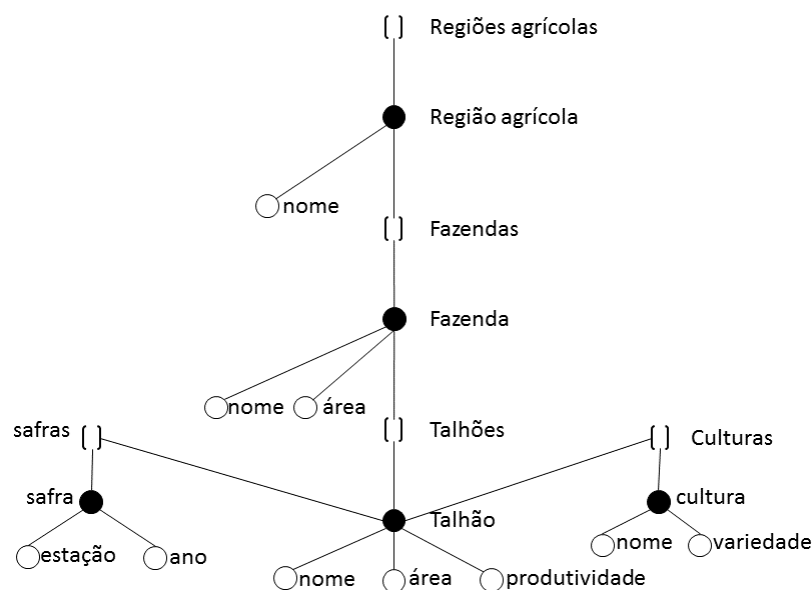 Regiões agrícolas
Região agrícola
nome
Fazendas
Fazenda
nome área
safras Talhões Culturas
safra Talhão cultura
estação ano nome variedade
nome área produtividade